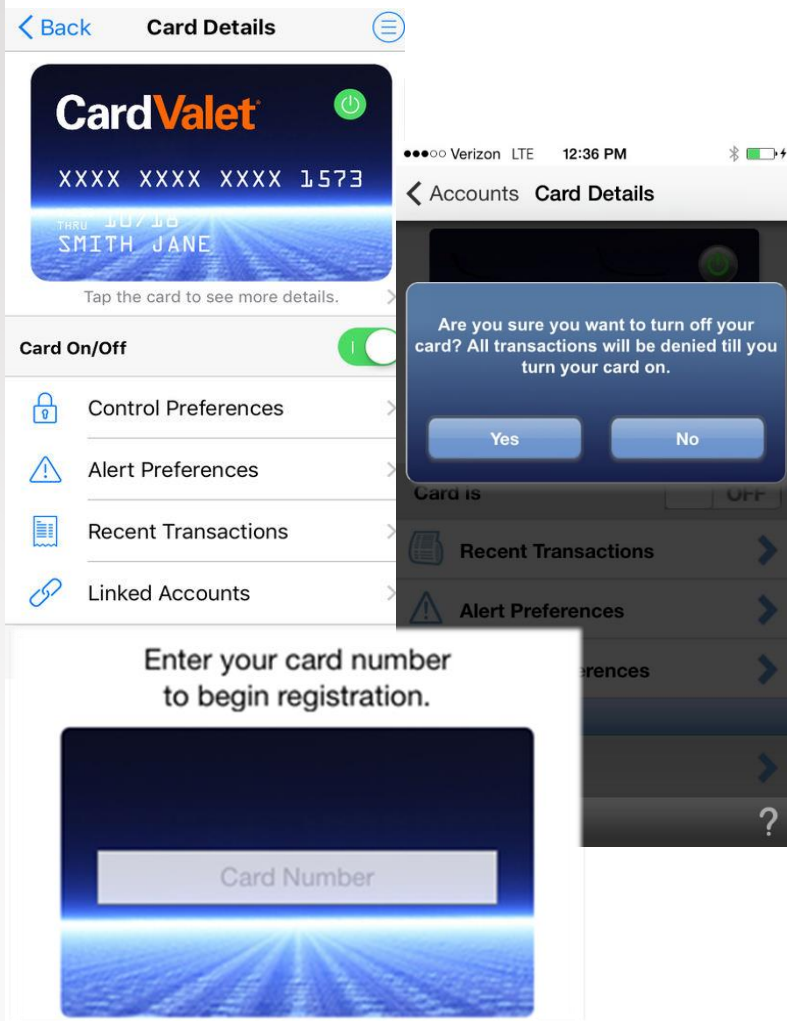 Back Card Details
CardValet
XXXX XXXX XXXX 1573
THRU 10/18
SMITH JANE
Tap the card to see more details.
Card On/Off
Control Preferences
Alert Preferences
Recent Transactions
Linked Accounts
Verizon LTE 12:36 PM
Accounts Card Details
Are you sure you want to turn off your
card? All transactions will be denied till you
turn your card on.
Yes No
Card is OFF
Recent Transactions
Alert Preferences
erences
?
Enter your card number
to begin registration.
Card Number